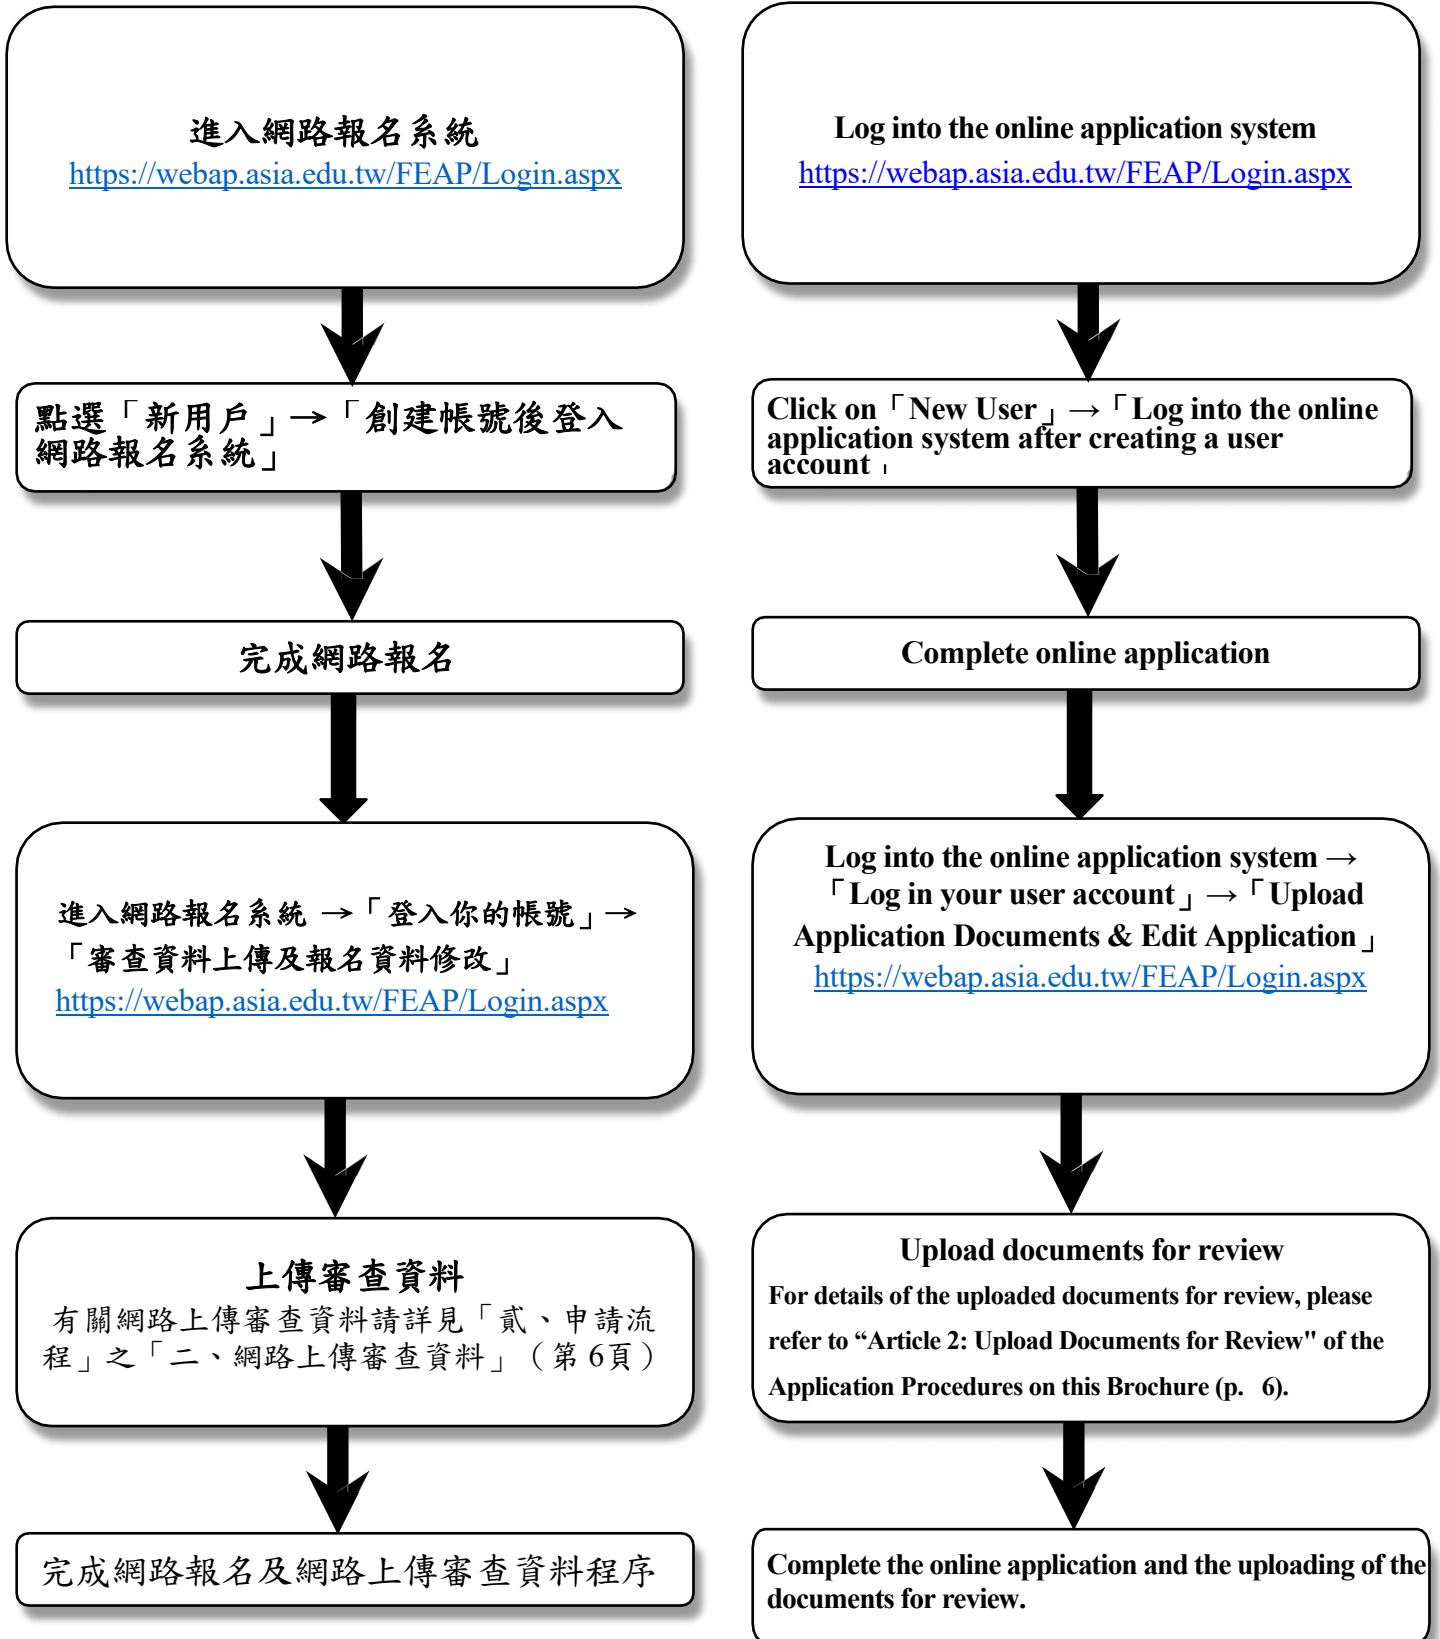 進入網路報名系統
https://webap.asia.edu.tw/FEAP/Login.aspx
點選「新用戶」→「創建帳號後登入
網路報名系統」
完成網路報名
進入網路報名系統 →「登入你的帳號」→
「審查資料上傳及報名資料修改」
https://webap.asia.edu.tw/FEAP/Login.aspx
上傳審查資料
有關網路上傳審查資料請詳見「貳、申請流
程」之「二、網路上傳審查資料」（第 6頁）
完成網路報名及網路上傳審查資料程序
Log into the online application system
https://webap.asia.edu.tw/FEAP/Login.aspx
Click on「New User」→「Log into the online
application system after creating a user
account」
Complete online application
Log into the online application system →
「Log in your user account」→「Upload
Application Documents & Edit Application」
https://webap.asia.edu.tw/FEAP/Login.aspx
Upload documents for review
For details of the uploaded documents for review, please
refer to “Article 2: Upload Documents for Review" of the
Application Procedures on this Brochure (p. 6).
Complete the online application and the uploading of the
documents for review.